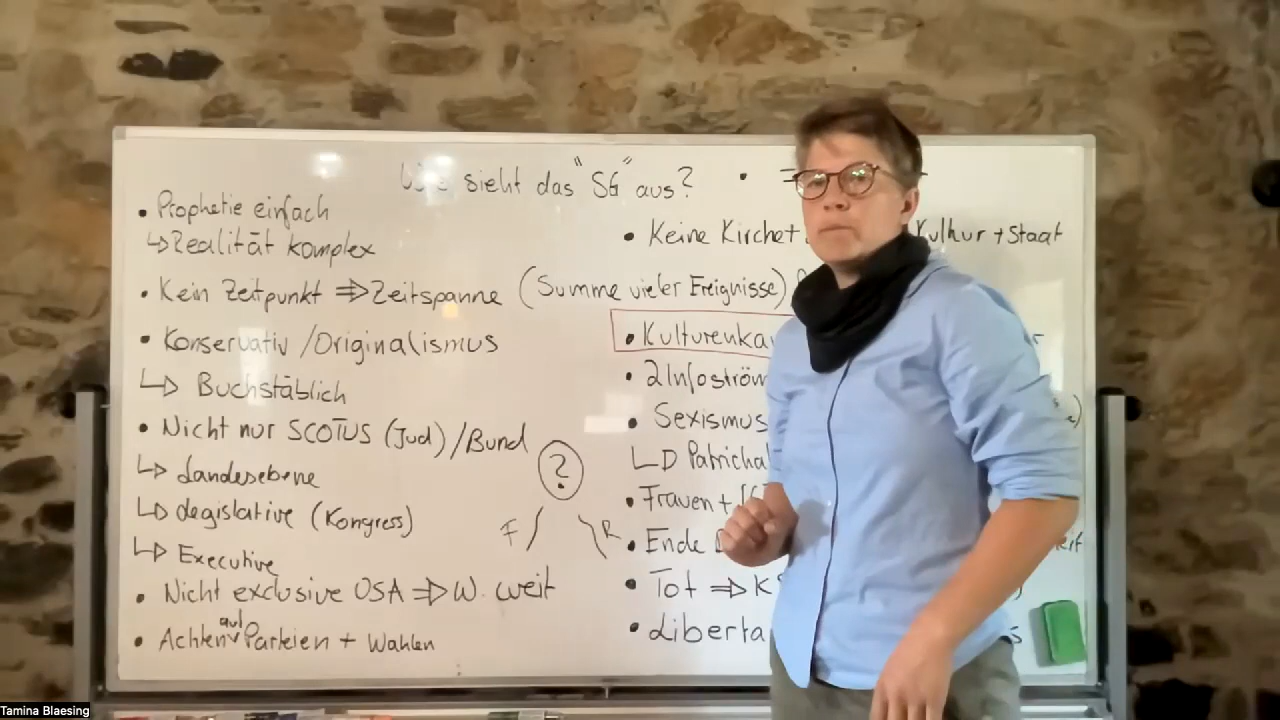 Wie sieht das "SG" aus?
• Prophetie einfach
↳ Realität komplex
• Kein Zeitpunkt ⇒ Zeitspanne (Summe vieler Ereignisse)
• Konservativ / Originalismus
↳ Buchstäblich
• Nicht nur SCOTUS (Jud) / Bund
↳ Landesebene
↳ Legislative (Kongress)
↳ Executive
• Nicht exclusive USA ⇒ W. weit
• Achten auf Parteien + Wahlen
?
F / \ R
•
• Keine Kirche + Kultur + Staat
• Kulturenka
• 2 Infoström
• Sexismus
↳ Patricha
• Frauen +
• Ende
• Tot ⇒ K
• Liberta
Tamina Blaesing